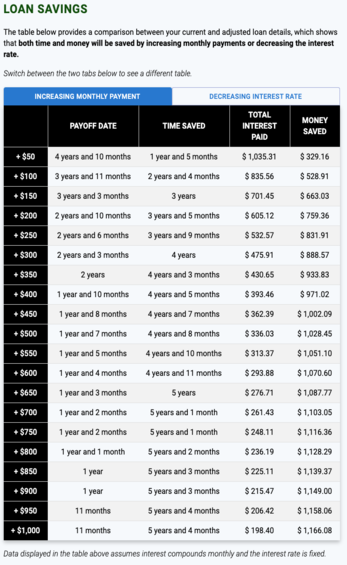 LOAN SAVINGS
The table below provides a comparison between your current and adjusted loan details, which shows
that both time and money will be saved by increasing monthly payments or decreasing the interest
rate.
Switch between the two tabs below to see a different table.
INCREASING MONTHLY PAYMENT DECREASING INTEREST RATE
PAYOFF DATE TIME SAVED TOTAL INTEREST PAID MONEY SAVED
+ $50 4 years and 10 months 1 year and 5 months $ 1,035.31 $ 329.16
+ $100 3 years and 11 months 2 years and 4 months $ 835.56 $ 528.91
+ $150 3 years and 3 months 3 years $ 701.45 $ 663.03
+ $200 2 years and 10 months 3 years and 5 months $ 605.12 $ 759.36
+ $250 2 years and 6 months 3 years and 9 months $ 532.57 $ 831.91
+ $300 2 years and 3 months 4 years $ 475.91 $ 888.57
+ $350 2 years 4 years and 3 months $ 430.65 $ 933.83
+ $400 1 year and 10 months 4 years and 5 months $ 393.46 $ 971.02
+ $450 1 year and 8 months 4 years and 7 months $ 362.39 $ 1,002.09
+ $500 1 year and 7 months 4 years and 8 months $ 336.03 $ 1,028.45
+ $550 1 year and 5 months 4 years and 10 months $ 313.37 $ 1,051.10
+ $600 1 year and 4 months 4 years and 11 months $ 293.88 $ 1,070.60
+ $650 1 year and 3 months 5 years $ 276.71 $ 1,087.77
+ $700 1 year and 2 months 5 years and 1 month $ 261.43 $ 1,103.05
+ $750 1 year and 2 months 5 years and 1 month $ 248.11 $ 1,116.36
+ $800 1 year and 1 month 5 years and 2 months $ 236.19 $ 1,128.29
+ $850 1 year 5 years and 3 months $ 225.11 $ 1,139.37
+ $900 1 year 5 years and 3 months $ 215.47 $ 1,149.00
+ $950 11 months 5 years and 4 months $ 206.42 $ 1,158.06
+ $1,000 11 months 5 years and 4 months $ 198.40 $ 1,166.08
Data displayed in the table above assumes interest compounds monthly and the interest rate is fixed.